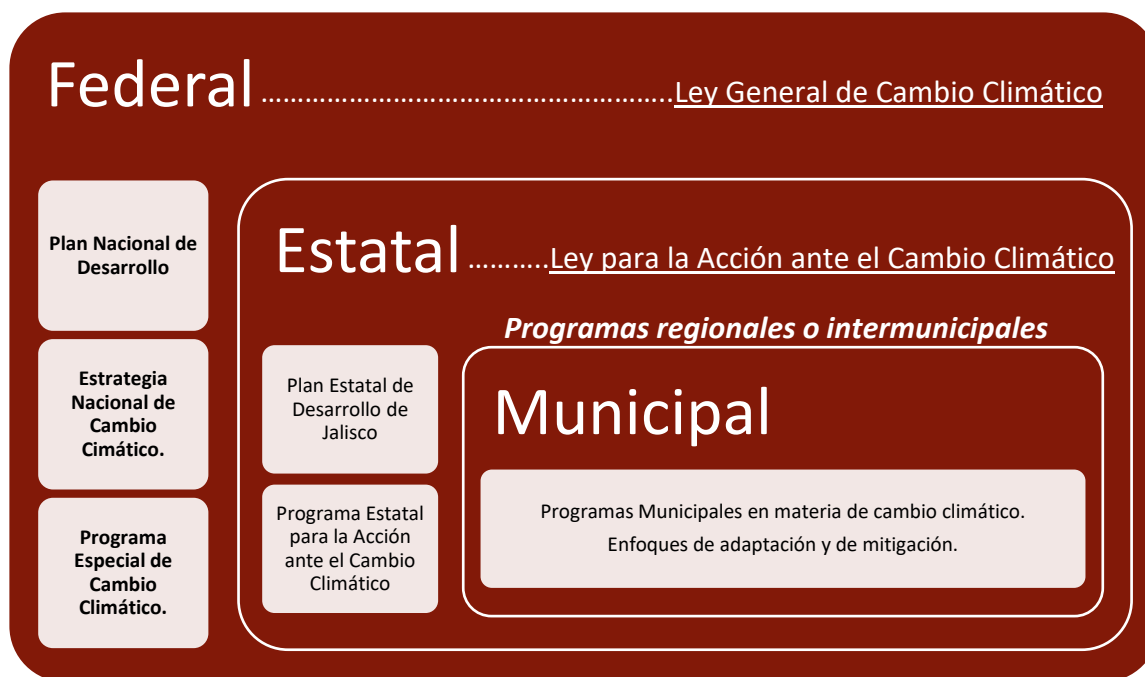 Federal……………………………………………..Ley General de Cambio Climático
Plan Nacional de
Desarrollo
Estrategia
Nacional de
Cambio
Cimático.
Programa
Especial de
Cambio
Climático.
Estatal………..Ley para la Acción ante el Cambio Climático
Plan Estatal de
Desarrollo de
Jalisco
Programa Estatal
para la Acción
ante el Cambio
Climático
Programas regionales o intermunicipales
Municipal
Programas Municipales en materia de cambio climático.
Enfoques de adaptación y de mitigación.